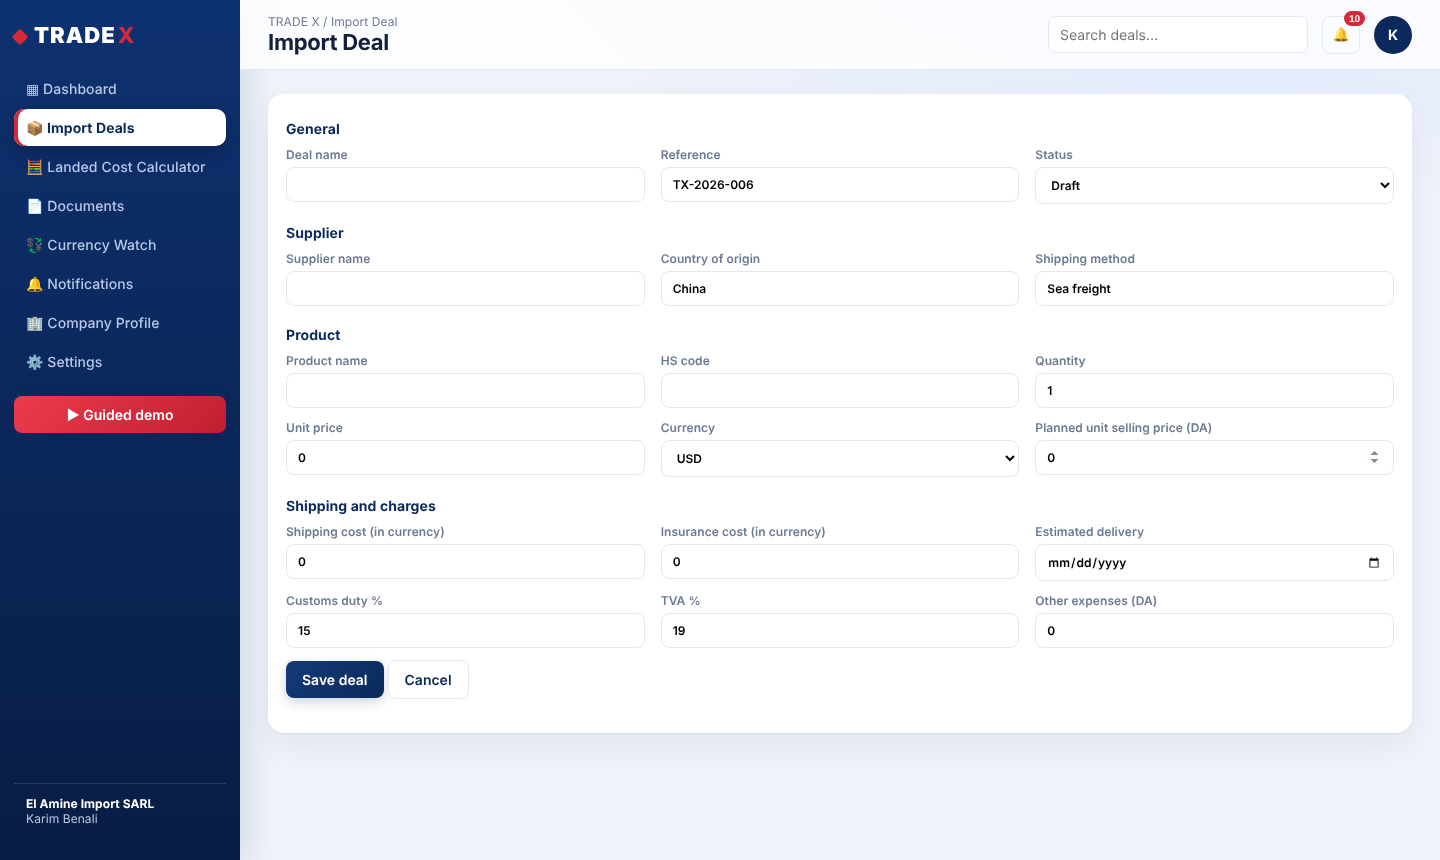 TRADE X
Dashboard
Import Deals
Landed Cost Calculator
Documents
Currency Watch
Notifications
Company Profile
Settings
Guided demo
El Amine Import SARL
Karim Benali
TRADE X / Import Deal
Import Deal
Search deals...
10
K
General
Deal name
Reference
Status
TX-2026-006
Draft
Supplier
Supplier name
Country of origin
Shipping method
China
Sea freight
Product
Product name
HS code
Quantity
1
Unit price
Currency
Planned unit selling price (DA)
0
USD
0
Shipping and charges
Shipping cost (in currency)
Insurance cost (in currency)
Estimated delivery
0
0
mm/dd/yyyy
Customs duty %
TVA %
Other expenses (DA)
15
19
0
Save deal
Cancel